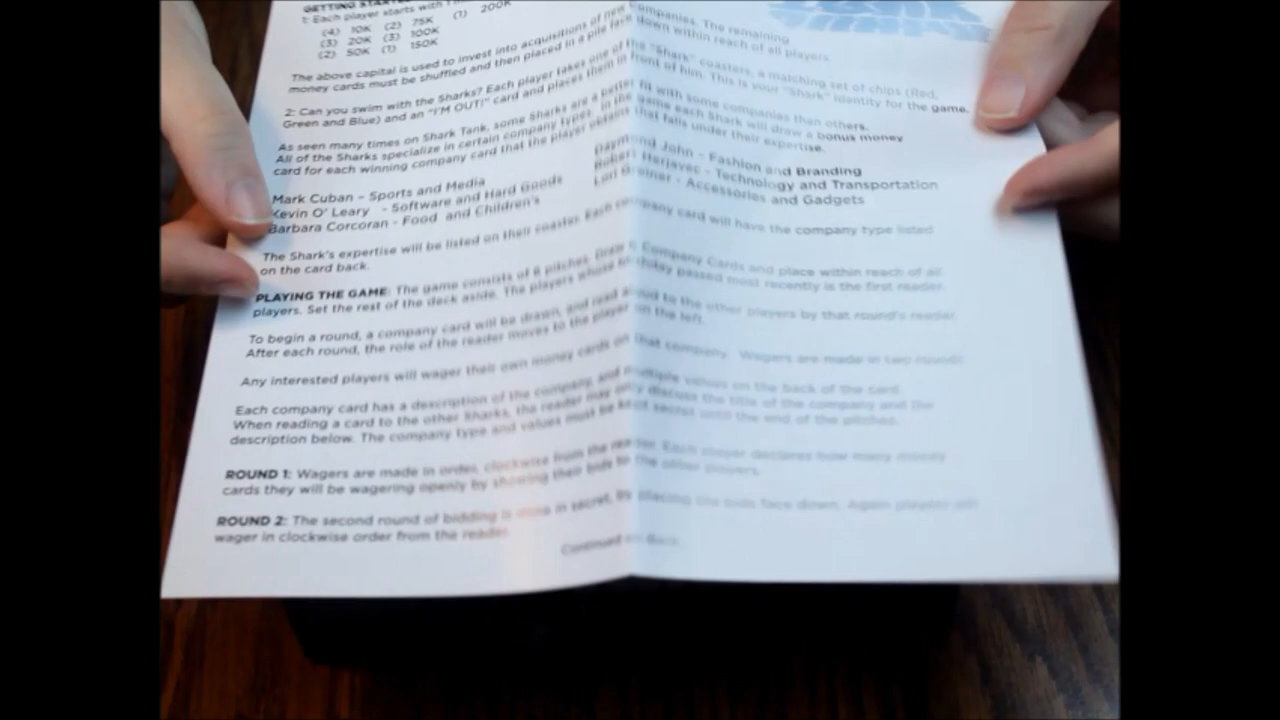 GETTING STARTED
1: Each player starts with
(4) 10K (2) 75K (1) 200K
(3) 20K (3) 100K
(2) 50K (1) 150K
The above capital is used to invest into acquisitions of new companies. The remaining
money cards must be shuffled and then placed in a pile face down within reach of all players.
2: Can you swim with the Sharks? Each player takes one of the "Shark" coasters, a matching set of chips (Red,
Green and Blue) and an "I'M OUT!" card and places them in front of him. This is your "Shark" identity for the game.
As seen many times on Shark Tank, some Sharks are a better fit with some companies than others.
All of the Sharks specialize in certain company types. In the game each Shark will draw a bonus money
card for each winning company card that the player obtains that falls under their expertise.
Mark Cuban – Sports and Media
Kevin O' Leary - Software and Hard Goods
Barbara Corcoran - Food and Children's
Daymond John – Fashion and Branding
Robert Herjavec - Technology and Transportation
Lori Greiner - Accessories and Gadgets
The Shark's expertise will be listed on their coaster. Each company card will have the company type listed
on the card back.
PLAYING THE GAME: The game consists of 6 pitches. Draw 6 Company Cards and place within reach of all
players. Set the rest of the deck aside. The players whose birthday passed most recently is the first reader.
To begin a round, a company card will be drawn, and read aloud to the other players by that round's reader.
After each round, the role of the reader moves to the player on the left.
Any interested players will wager their own money cards on that company. Wagers are made in two rounds
Each company card has a description of the company, and multiple values on the back of the card.
When reading a card to the other Sharks, the reader may only discuss the title of the company and the
description below. The company type and values must be kept secret until the end of the pitches.
ROUND 1: Wagers are made in order, clockwise from the reader. Each player declares how many money
cards they will be wagering openly by showing their bids to the other players.
ROUND 2: The second round of bidding is done in secret, by placing the bids face down. Again players will
wager in clockwise order from the reader.
Continued on Back.